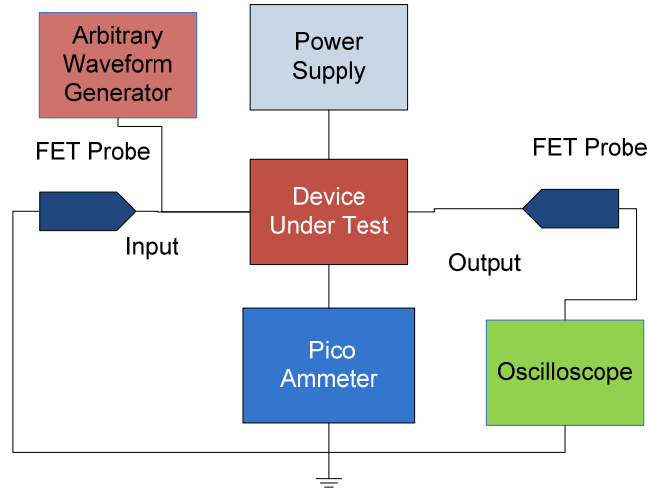 Arbitrary
Waveform
Generator
Power
Supply
FET Probe
FET Probe
Device
Under Test
Input
Output
Pico
Ammeter
Oscilloscope